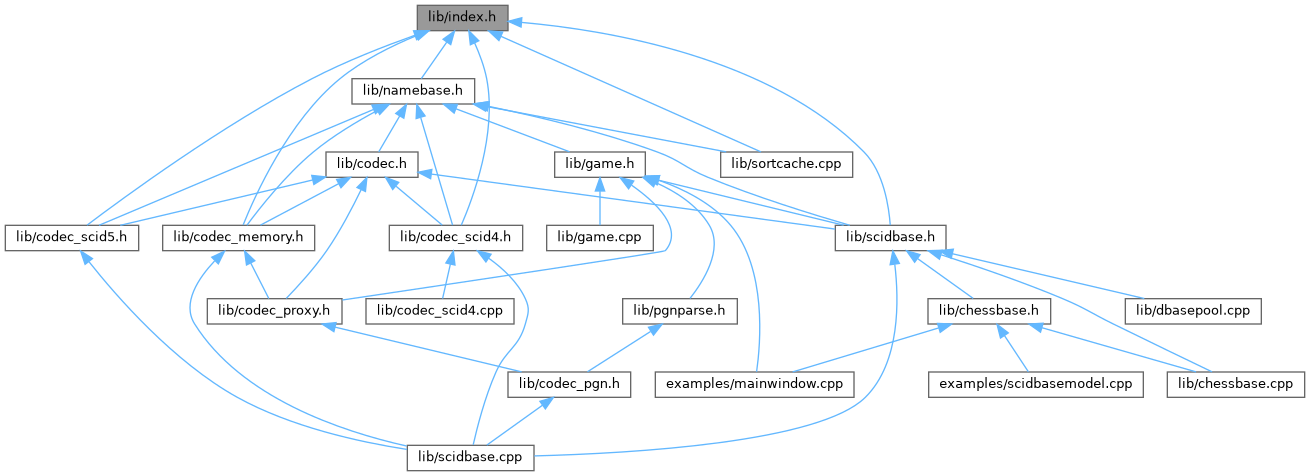 lib/index.h
lib/namebase.h
lib/codec.h
lib/game.h
lib/sortcache.cpp
lib/codec_scid5.h
lib/codec_memory.h
lib/codec_scid4.h
lib/game.cpp
lib/scidbase.h
lib/codec_proxy.h
lib/codec_scid4.cpp
lib/pgnparse.h
lib/chessbase.h
lib/dbasepool.cpp
lib/codec_pgn.h
examples/mainwindow.cpp
examples/scidbasemodel.cpp
lib/chessbase.cpp
lib/scidbase.cpp